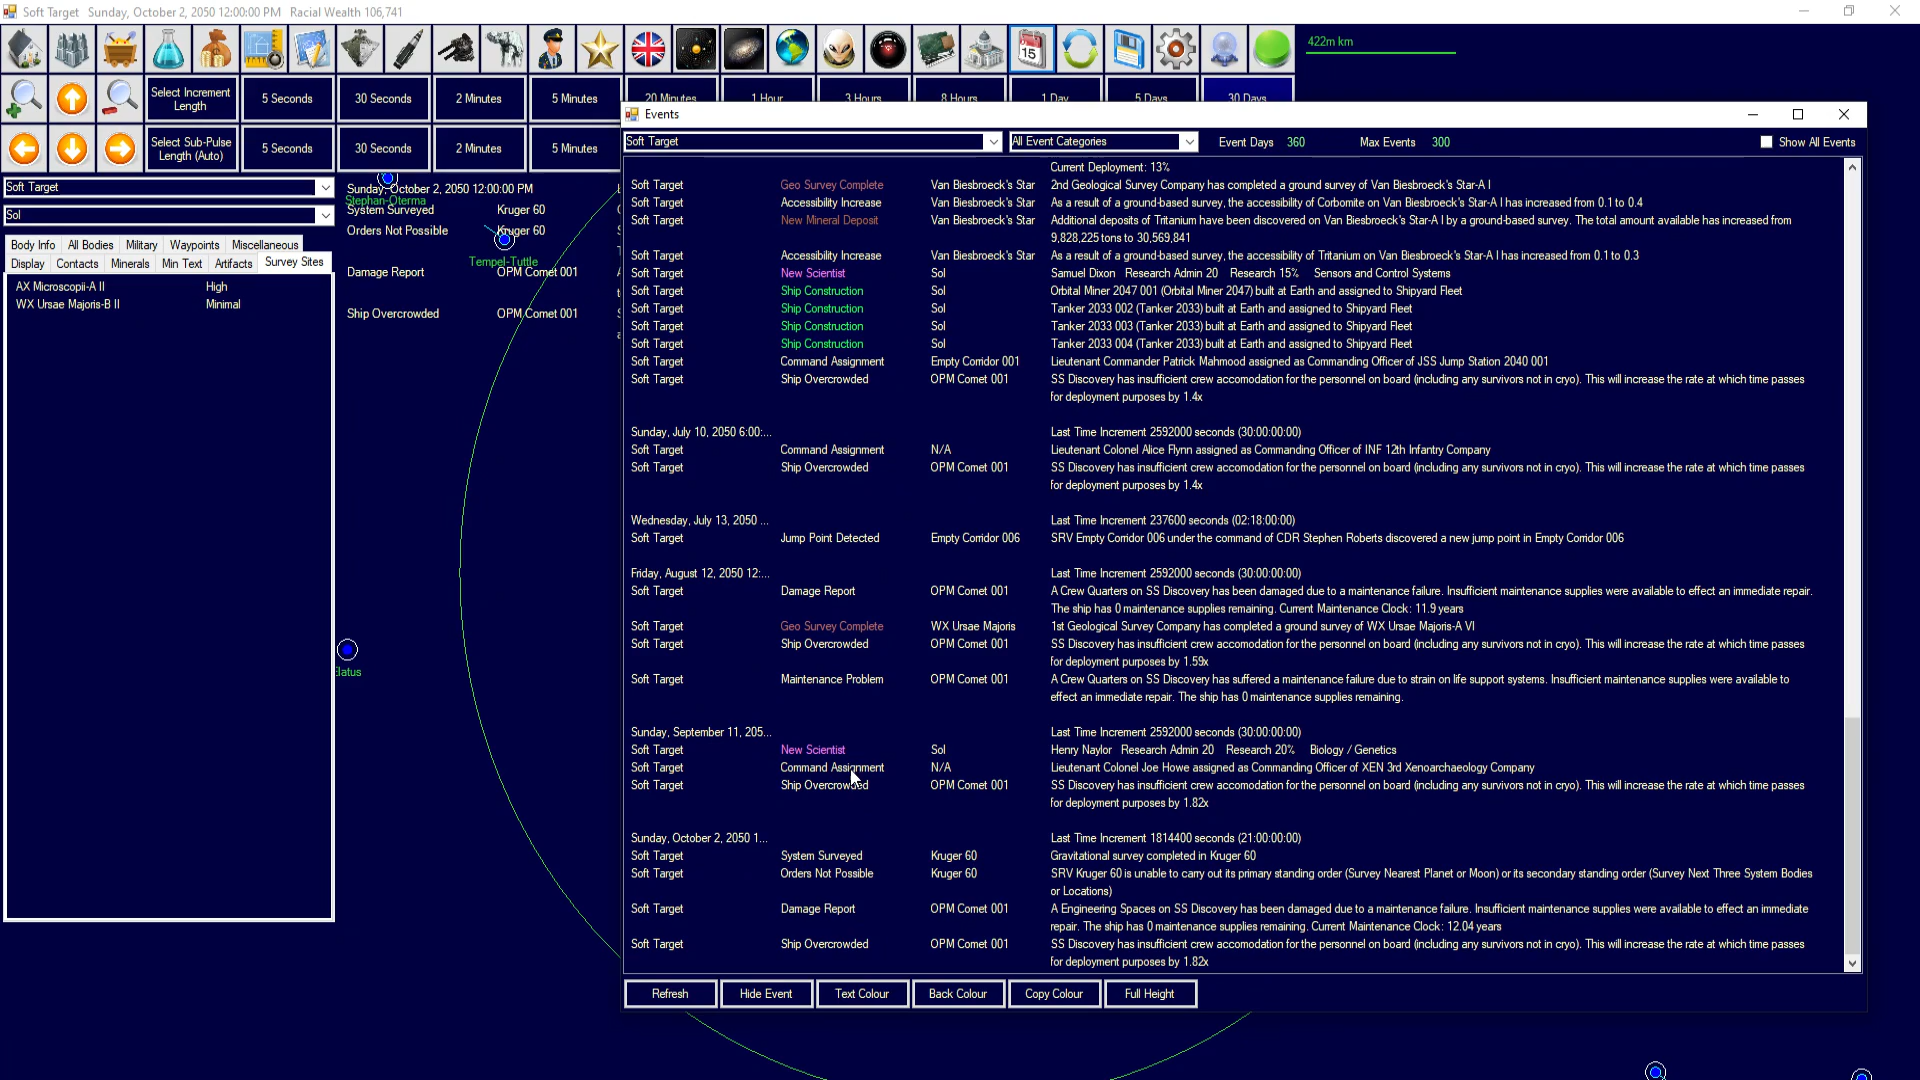 Soft Target   Sunday, October 2, 2050 12:00:00 PM   Racial Wealth 106,741
15
422m km
Select Increment Length
5 Seconds
30 Seconds
2 Minutes
5 Minutes
20 Minutes
1 Hour
3 Hours
8 Hours
1 Day
5 Days
30 Days
Select Sub-Pulse Length (Auto)
5 Seconds
30 Seconds
2 Minutes
5 Minutes
Soft Target
Sol
Body Info   All Bodies   Military   Waypoints   Miscellaneous
Display   Contacts   Minerals   Min Text   Artifacts   Survey Sites
AX Microscopii-A II   High
WX Ursae Majoris-B II   Minimal
Sunday, October 2, 2050 12:00:00 PM
Stephan-Oterma
System Surveyed   Kruger 60
Orders Not Possible   Kruger 60
Tempel-Tuttle
Damage Report   OPM Comet 001
Ship Overcrowded   OPM Comet 001
Elatus
Events
Soft Target   All Event Categories   Event Days   360   Max Events   300   Show All Events
Current Deployment: 13%
Soft Target   Geo Survey Complete   Van Biesbroeck's Star   2nd Geological Survey Company has completed a ground survey of Van Biesbroeck's Star-A I
Soft Target   Accessibility Increase   Van Biesbroeck's Star   As a result of a ground-based survey, the accessibility of Corbomite on Van Biesbroeck's Star-A I has increased from 0.1 to 0.4
Soft Target   New Mineral Deposit   Van Biesbroeck's Star   Additional deposits of Tritanium have been discovered on Van Biesbroeck's Star-A I by a ground-based survey. The total amount available has increased from
9,828,225 tons to 30,569,841
Soft Target   Accessibility Increase   Van Biesbroeck's Star   As a result of a ground-based survey, the accessibility of Tritanium on Van Biesbroeck's Star-A I has increased from 0.1 to 0.3
Soft Target   New Scientist   Sol   Samuel Dixon   Research Admin 20   Research 15%   Sensors and Control Systems
Soft Target   Ship Construction   Sol   Orbital Miner 2047 001 (Orbital Miner 2047) built at Earth and assigned to Shipyard Fleet
Soft Target   Ship Construction   Sol   Tanker 2033 002 (Tanker 2033) built at Earth and assigned to Shipyard Fleet
Soft Target   Ship Construction   Sol   Tanker 2033 003 (Tanker 2033) built at Earth and assigned to Shipyard Fleet
Soft Target   Ship Construction   Sol   Tanker 2033 004 (Tanker 2033) built at Earth and assigned to Shipyard Fleet
Soft Target   Command Assignment   Empty Corridor 001   Lieutenant Commander Patrick Mahmood assigned as Commanding Officer of JSS Jump Station 2040 001
Soft Target   Ship Overcrowded   OPM Comet 001   SS Discovery has insufficient crew accomodation for the personnel on board (including any survivors not in cryo). This will increase the rate at which time passes
for deployment purposes by 1.4x
Sunday, July 10, 2050 6:00:...   Last Time Increment 2592000 seconds (30:00:00:00)
Soft Target   Command Assignment   N/A   Lieutenant Colonel Alice Flynn assigned as Commanding Officer of INF 12th Infantry Company
Soft Target   Ship Overcrowded   OPM Comet 001   SS Discovery has insufficient crew accomodation for the personnel on board (including any survivors not in cryo). This will increase the rate at which time passes
for deployment purposes by 1.4x
Wednesday, July 13, 2050 ...   Last Time Increment 237600 seconds (02:18:00:00)
Soft Target   Jump Point Detected   Empty Corridor 006   SRV Empty Corridor 006 under the command of CDR Stephen Roberts discovered a new jump point in Empty Corridor 006
Friday, August 12, 2050 12:...   Last Time Increment 2592000 seconds (30:00:00:00)
Soft Target   Damage Report   OPM Comet 001   A Crew Quarters on SS Discovery has been damaged due to a maintenance failure. Insufficient maintenance supplies were available to effect an immediate repair.
The ship has 0 maintenance supplies remaining. Current Maintenance Clock: 11.9 years
Soft Target   Geo Survey Complete   WX Ursae Majoris   1st Geological Survey Company has completed a ground survey of WX Ursae Majoris-A VI
Soft Target   Ship Overcrowded   OPM Comet 001   SS Discovery has insufficient crew accomodation for the personnel on board (including any survivors not in cryo). This will increase the rate at which time passes
for deployment purposes by 1.59x
Soft Target   Maintenance Problem   OPM Comet 001   A Crew Quarters on SS Discovery has suffered a maintenance failure due to strain on life support systems. Insufficient maintenance supplies were available to
effect an immediate repair. The ship has 0 maintenance supplies remaining.
Sunday, September 11, 205...   Last Time Increment 2592000 seconds (30:00:00:00)
Soft Target   New Scientist   Sol   Henry Naylor   Research Admin 20   Research 20%   Biology / Genetics
Soft Target   Command Assignment   N/A   Lieutenant Colonel Joe Howe assigned as Commanding Officer of XEN 3rd Xenoarchaeology Company
Soft Target   Ship Overcrowded   OPM Comet 001   SS Discovery has insufficient crew accomodation for the personnel on board (including any survivors not in cryo). This will increase the rate at which time passes
for deployment purposes by 1.82x
Sunday, October 2, 2050 1...   Last Time Increment 1814400 seconds (21:00:00:00)
Soft Target   System Surveyed   Kruger 60   Gravitational survey completed in Kruger 60
Soft Target   Orders Not Possible   Kruger 60   SRV Kruger 60 is unable to carry out its primary standing order (Survey Nearest Planet or Moon) or its secondary standing order (Survey Next Three System Bodies
or Locations)
Soft Target   Damage Report   OPM Comet 001   A Engineering Spaces on SS Discovery has been damaged due to a maintenance failure. Insufficient maintenance supplies were available to effect an immediate
repair. The ship has 0 maintenance supplies remaining. Current Maintenance Clock: 12.04 years
Soft Target   Ship Overcrowded   OPM Comet 001   SS Discovery has insufficient crew accomodation for the personnel on board (including any survivors not in cryo). This will increase the rate at which time passes
for deployment purposes by 1.82x
Refresh   Hide Event   Text Colour   Back Colour   Copy Colour   Full Height